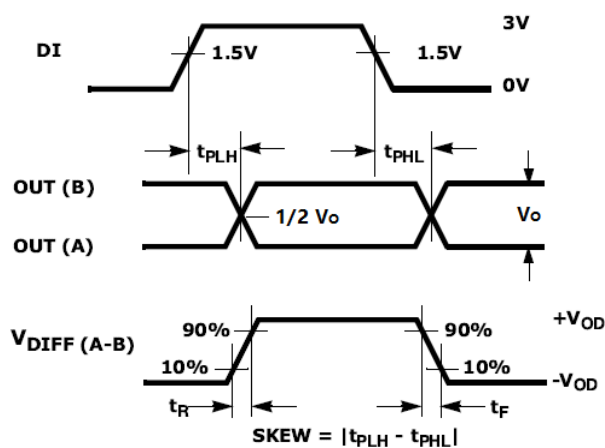 3V
DI
1.5V
1.5V
0V
tPLH
tPHL
OUT (B)
1/2 Vo
Vo
OUT (A)
+VOD
VDIFF (A-B)
90%
90%
10%
10%
-VOD
tR
tF
SKEW = |tPLH - tPHL|